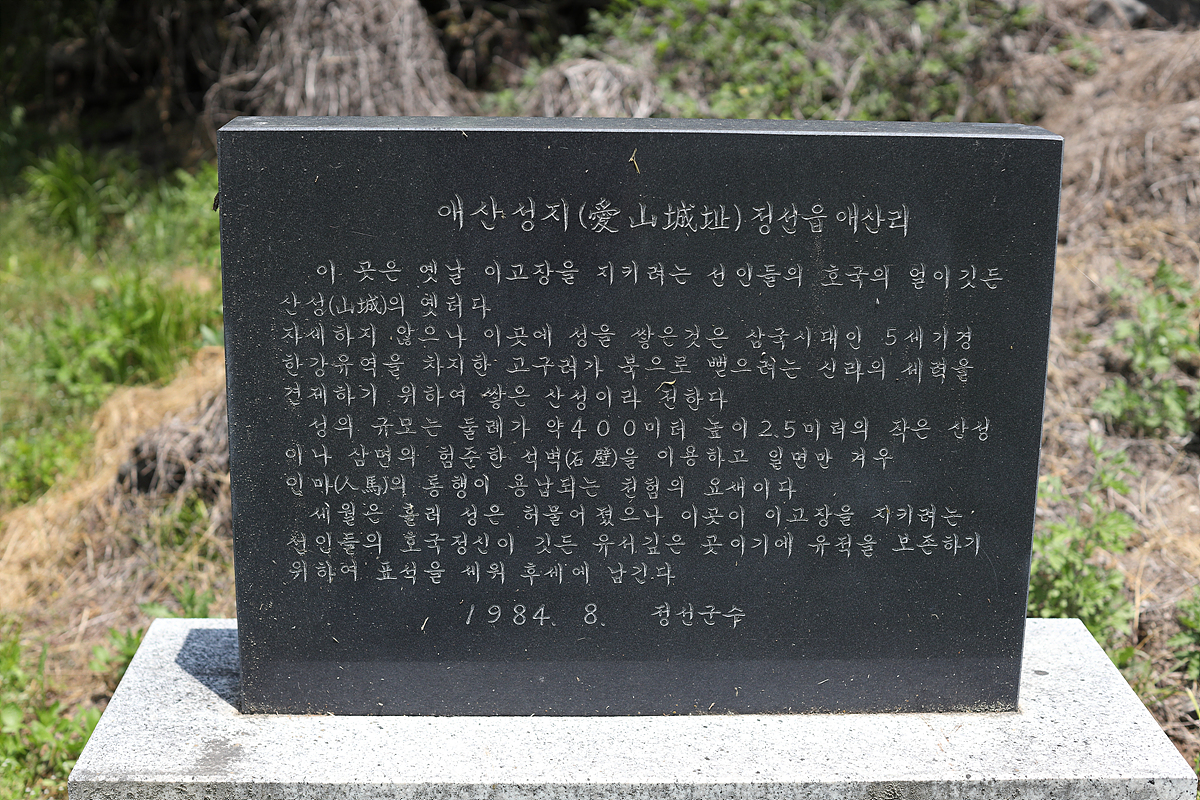 애산성지(愛山城址) 정선읍 애산리
이 곳은 옛날 이고장을 지키려는 선인들의 호국의 얼이깃든
산성(山城)의 옛터다
자세하지 않으나 이곳에 성을 쌓은것은 삼국시대인 5세기경
한강유역을 차지한 고구려가 북으로 뻗으려는 신라의 세력을
견제하기 위하여 쌓은 산성이라 전한다
성의 규모는 둘레가 약400미터 높이2.5미터의 작은 산성
이나 삼면의 험준한 석벽(石壁)을 이용하고 일면만 겨우
인마(人馬)의 통행이 용납되는 천험의 요새이다
세월은 흘러 성은 허물어졌으나 이곳이 이고장을 지키려는
선인들의 호국정신이 깃든 유서깊은 곳이기에 유적을 보존하기
위하여 표석을 세워 후세에 남긴다
1984. 8. 정선군수